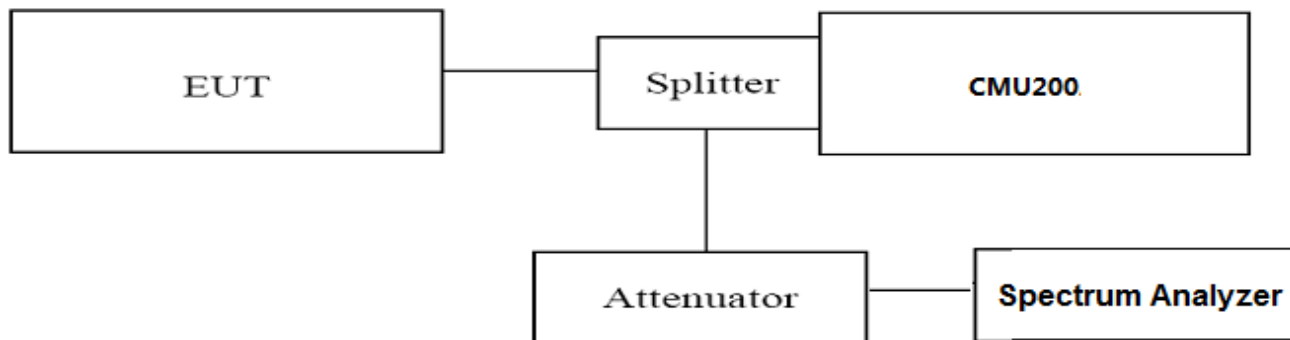 EUT
Splitter
CMU200
Attenuator
Spectrum Analyzer